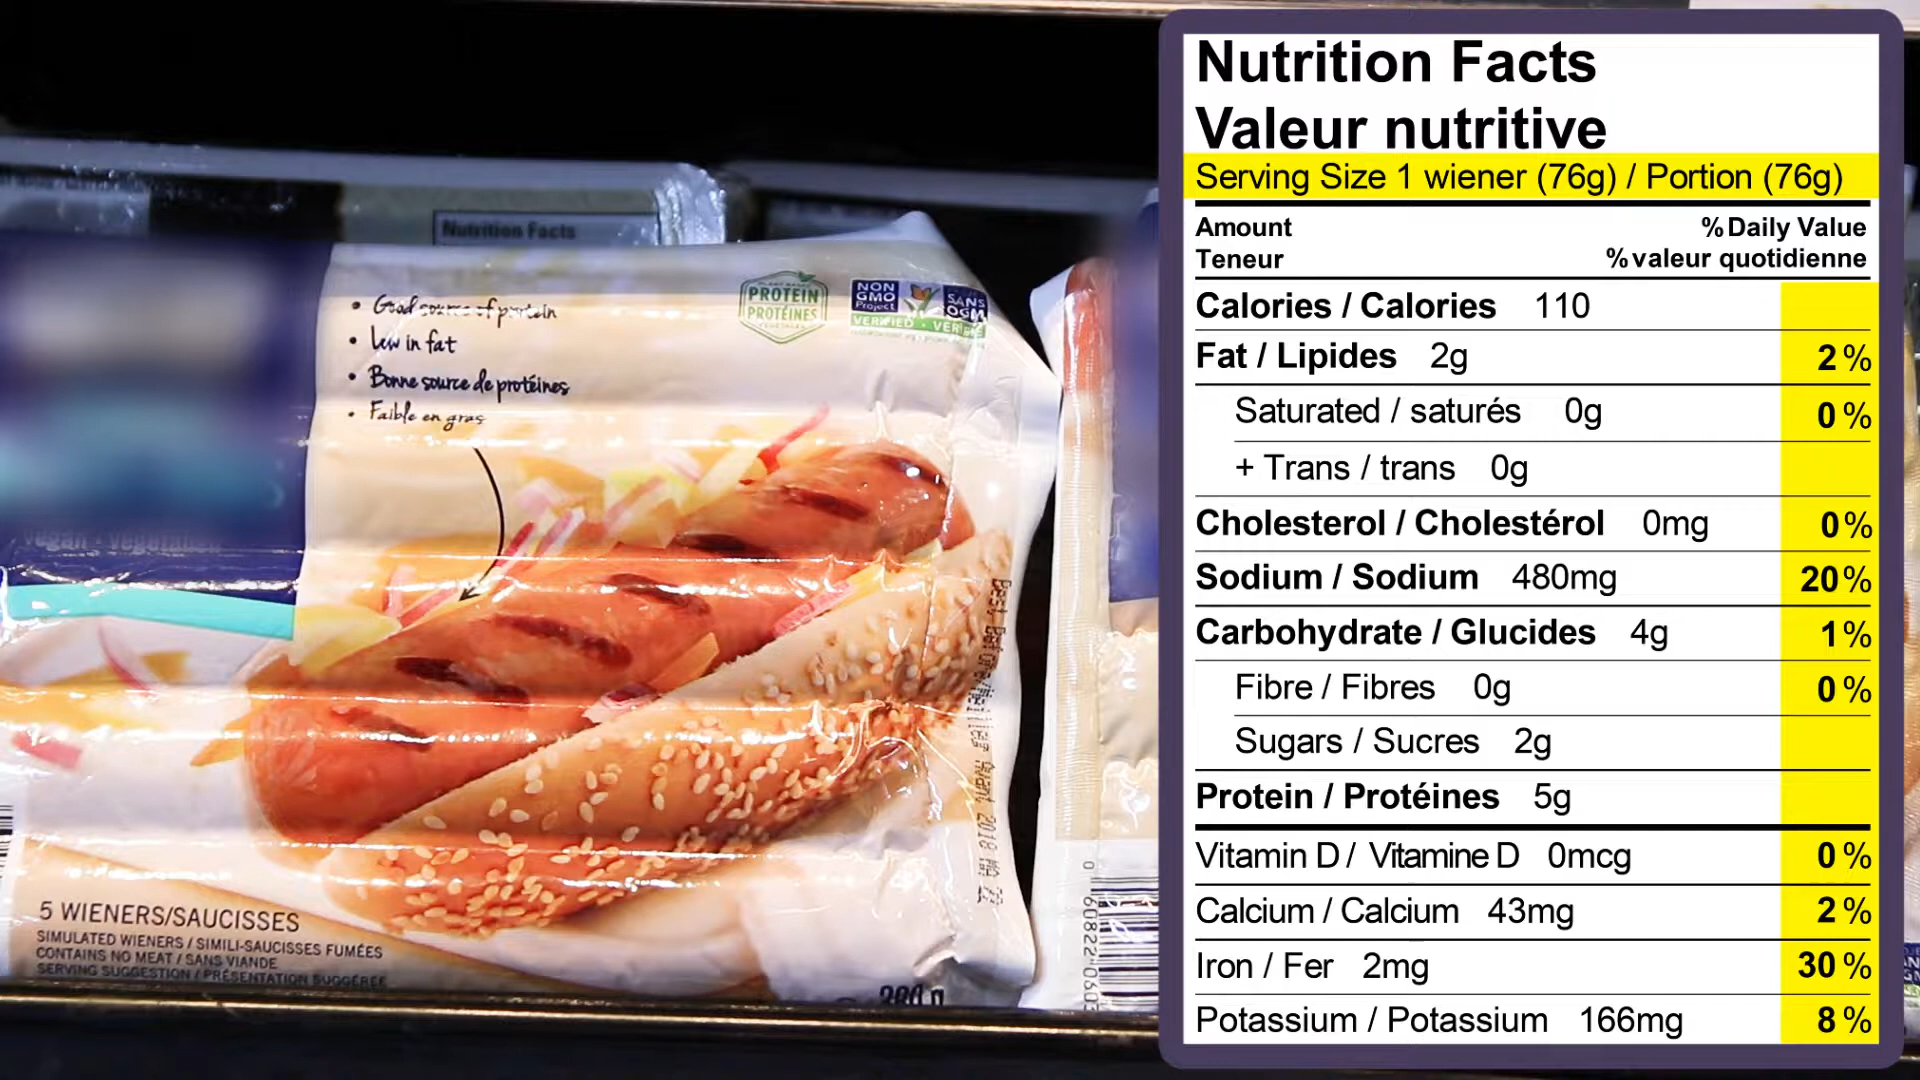 Nutrition Facts
• Good source of protein
• Low in fat
• Bonne source de protéines
• Faible en gras
PROTEIN
PROTÉINES
NON
GMO
Project
SANS
OGM
VERIFIED •
vegan • végétalien
5 WIENERS/SAUCISSES
SIMULATED WIENERS / SIMILI-SAUCISSES FUMÉES
CONTAINS NO MEAT / SANS VIANDE
SERVING SUGGESTION / PRÉSENTATION SUGGÉRÉE
Nutrition Facts
Valeur nutritive
Serving Size 1 wiener (76g) / Portion (76g)
Amount % Daily Value
Teneur % valeur quotidienne
Calories / Calories 110
Fat / Lipides 2g 2 %
Saturated / saturés 0g 0 %
+ Trans / trans 0g
Cholesterol / Cholestérol 0mg 0 %
Sodium / Sodium 480mg 20 %
Carbohydrate / Glucides 4g 1 %
Fibre / Fibres 0g 0 %
Sugars / Sucres 2g
Protein / Protéines 5g
Vitamin D / Vitamine D 0mcg 0 %
Calcium / Calcium 43mg 2 %
Iron / Fer 2mg 30 %
Potassium / Potassium 166mg 8 %